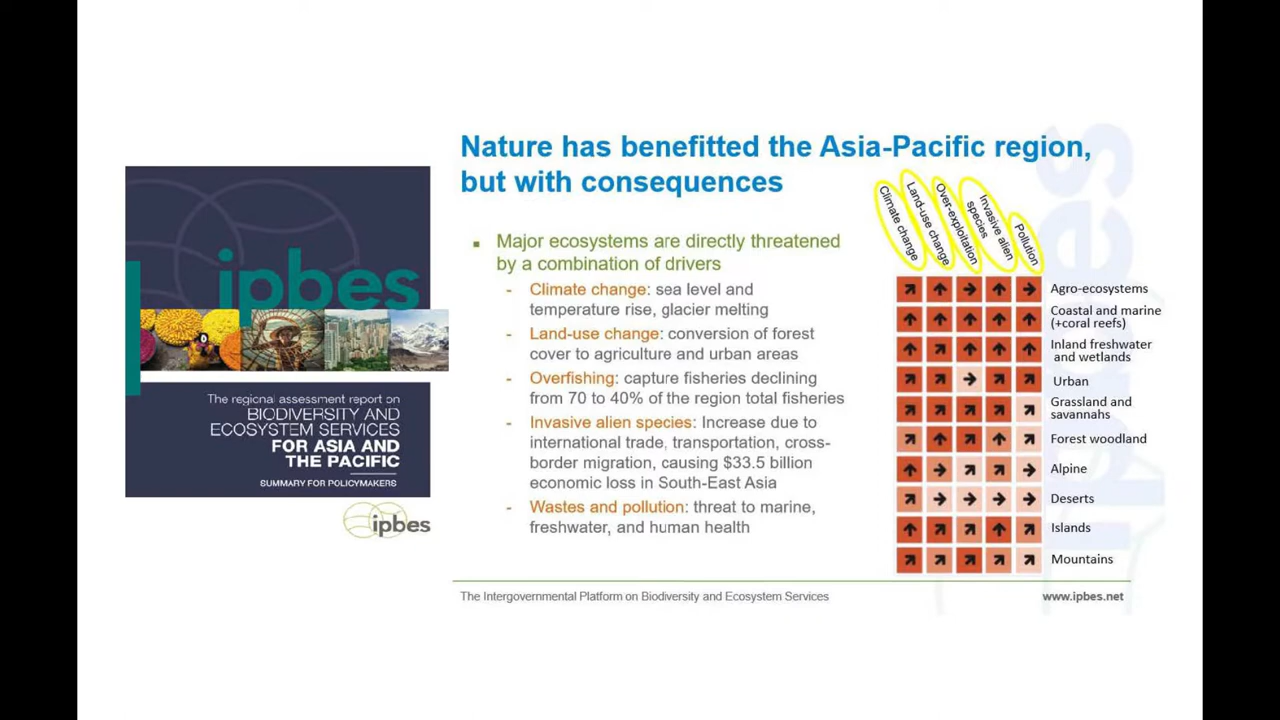 Nature has benefitted the Asia-Pacific region,
but with consequences
ipbes
The regional assessment report on
BIODIVERSITY AND
ECOSYSTEM SERVICES
FOR ASIA AND
THE PACIFIC
SUMMARY FOR POLICYMAKERS
ipbes
▪ Major ecosystems are directly threatened
by a combination of drivers
- Climate change: sea level and
temperature rise, glacier melting
- Land-use change: conversion of forest
cover to agriculture and urban areas
- Overfishing: capture fisheries declining
from 70 to 40% of the region total fisheries
- Invasive alien species: Increase due to
international trade, transportation, cross-
border migration, causing $33.5 billion
economic loss in South-East Asia
- Wastes and pollution: threat to marine,
freshwater, and human health
Climate change
Land-use change
Over-exploitation
Invasive alien
species
Pollution
Agro-ecosystems
Coastal and marine
(+coral reefs)
Inland freshwater
and wetlands
Urban
Grassland and
savannahs
Forest woodland
Alpine
Deserts
Islands
Mountains
ipbes
The Intergovernmental Platform on Biodiversity and Ecosystem Services
www.ipbes.net